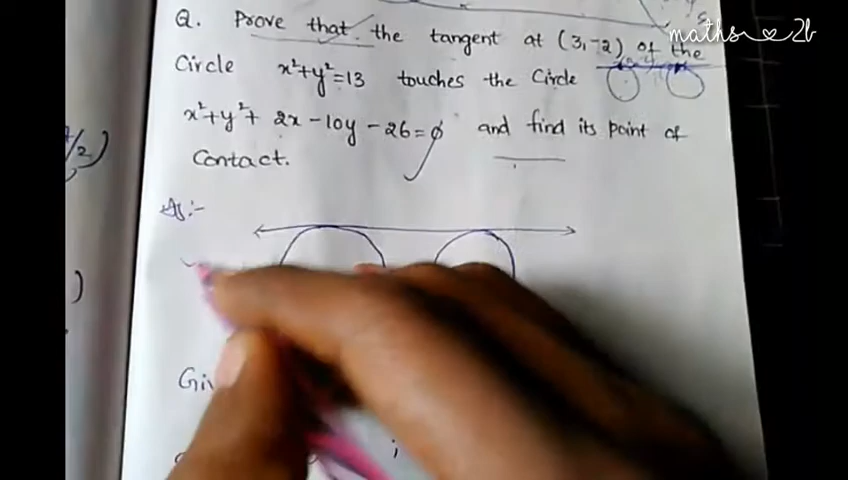 maths 2b
Q. Prove that the tangent at (3,-2) of the
Circle x²+y²=13 touches the Circle
x²+y²+ 2x-10y-26=0 and find its point of
Contact.
/2)
)